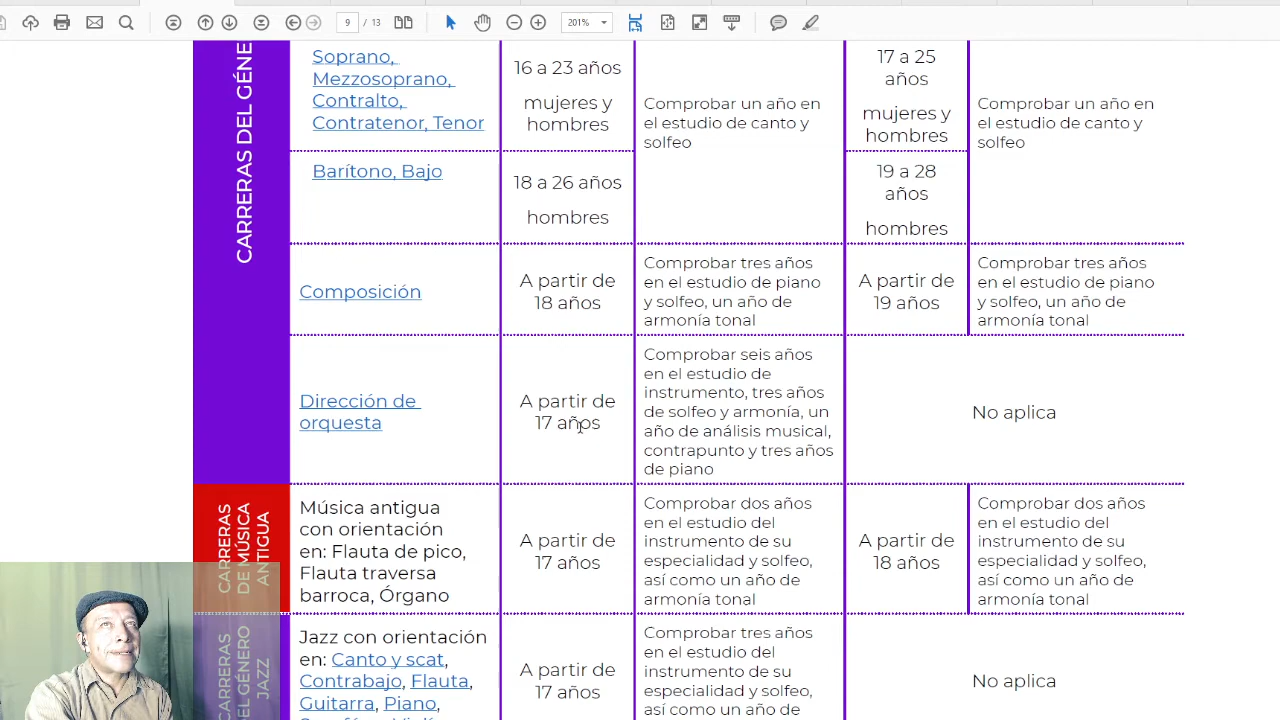 9 / 13
201%
CARRERAS DEL GÉNE
Soprano,
Mezzosoprano,
Contralto,
Contratenor, Tenor
16 a 23 años
mujeres y
hombres
Comprobar un año en
el estudio de canto y
solfeo
17 a 25
años
mujeres y
hombres
Comprobar un año en
el estudio de canto y
solfeo
Barítono, Bajo
18 a 26 años
hombres
19 a 28
años
hombres
Composición
A partir de
18 años
Comprobar tres años
en el estudio de piano
y solfeo, un año de
armonía tonal
A partir de
19 años
Comprobar tres años
en el estudio de piano
y solfeo, un año de
armonía tonal
Dirección de
orquesta
A partir de
17 años
Comprobar seis años
en el estudio de
instrumento, tres años
de solfeo y armonía, un
año de análisis musical,
contrapunto y tres años
de piano
No aplica
CARRERAS
DE MÚSICA
ANTIGUA
Música antigua
con orientación
en: Flauta de pico,
Flauta traversa
barroca, Órgano
A partir de
17 años
Comprobar dos años
en el estudio del
instrumento de su
especialidad y solfeo,
así como un año de
armonía tonal
A partir de
18 años
Comprobar dos años
en el estudio del
instrumento de su
especialidad y solfeo,
así como un año de
armonía tonal
CARRERAS
DEL GÉNERO
JAZZ
Jazz con orientación
en: Canto y scat,
Contrabajo, Flauta,
Guitarra, Piano,
A partir de
17 años
Comprobar tres años
en el estudio del
instrumento de su
especialidad y solfeo,
así como un año de
No aplica